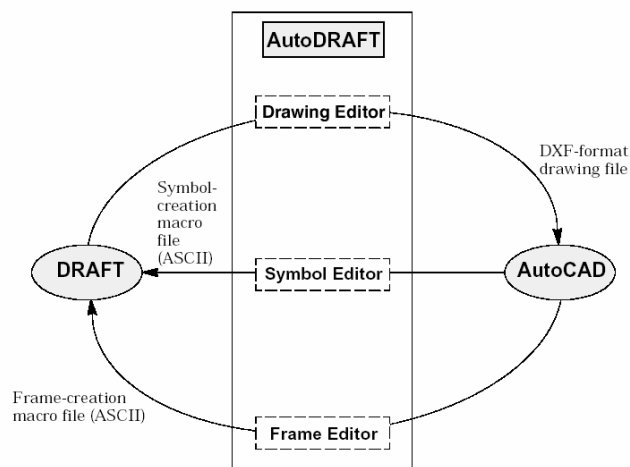 AutoDRAFT
Drawing Editor
DXF-format
drawing file
Symbol-
creation
macro
file
(ASCII)
DRAFT
Symbol Editor
AutoCAD
Frame-creation
macro file (ASCII)
Frame Editor